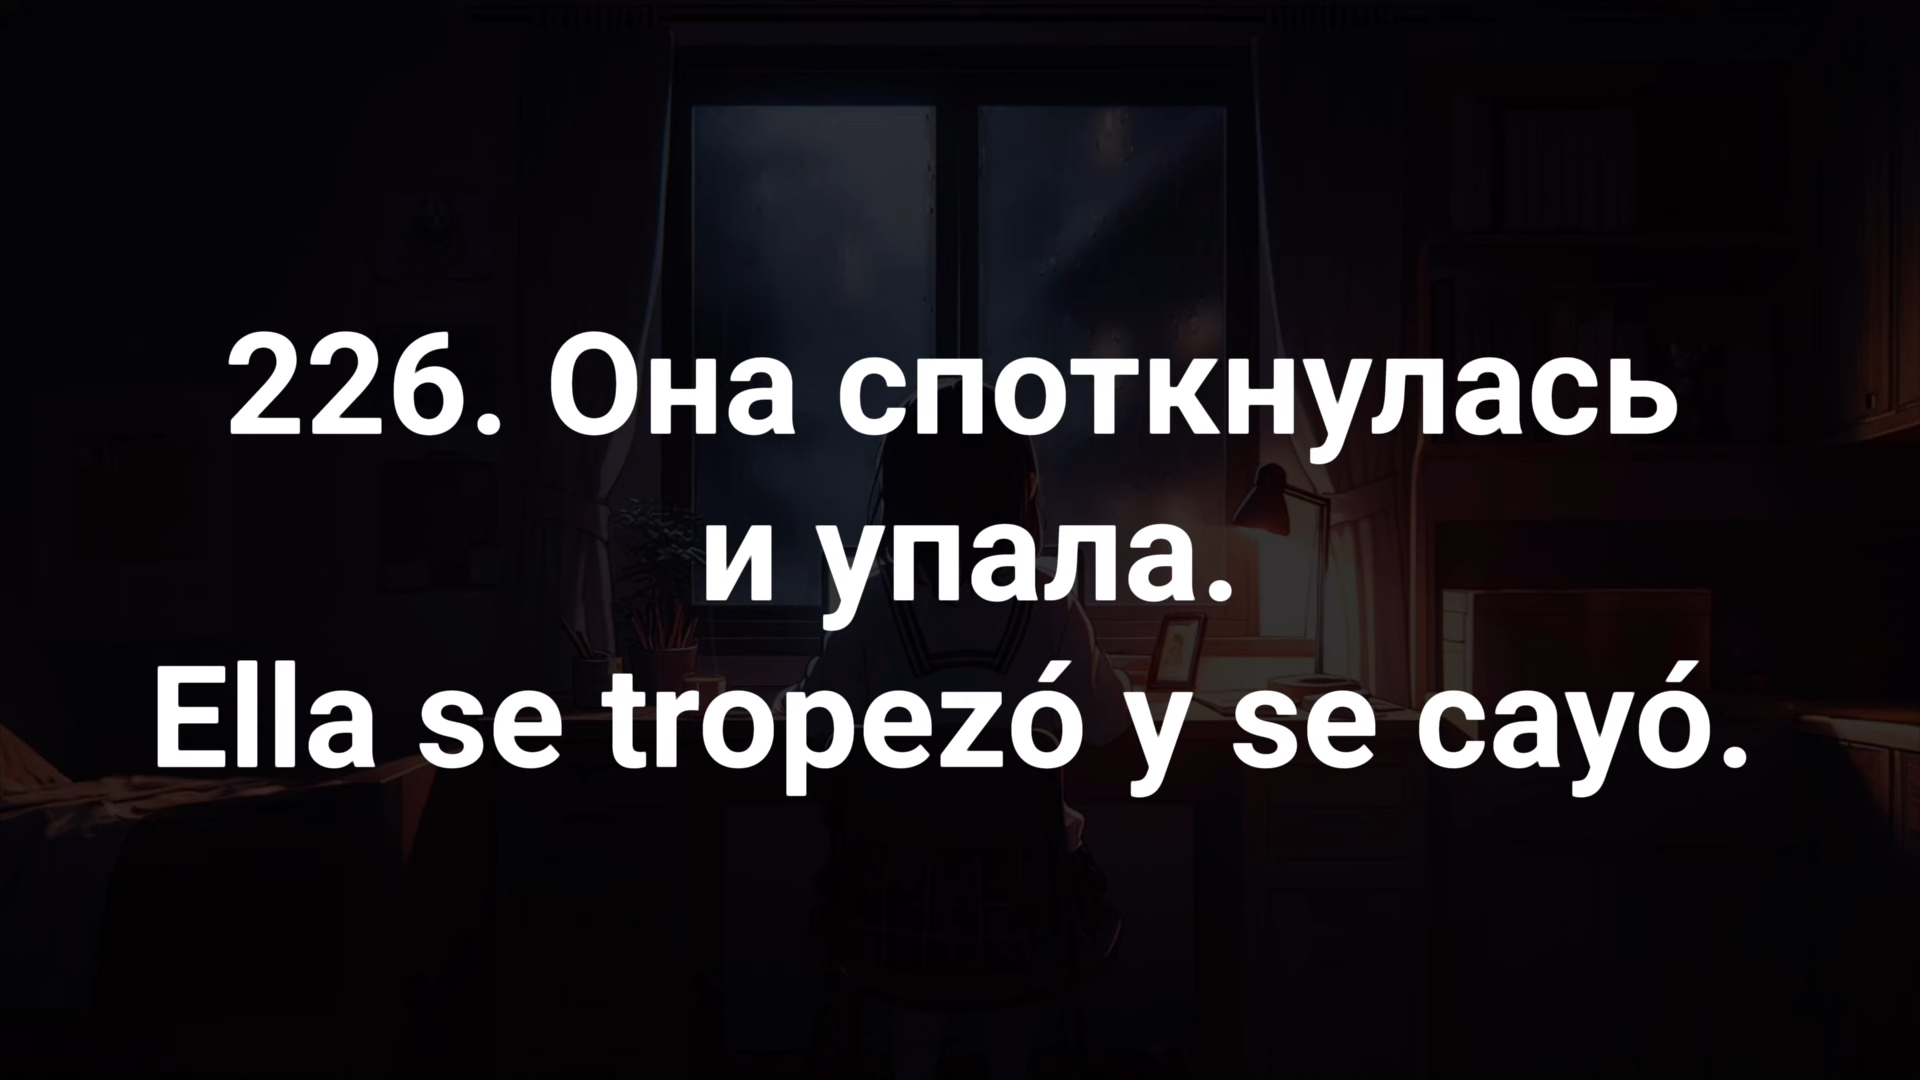 226. Она споткнулась
и упала.
Ella se tropezó y se cayó.